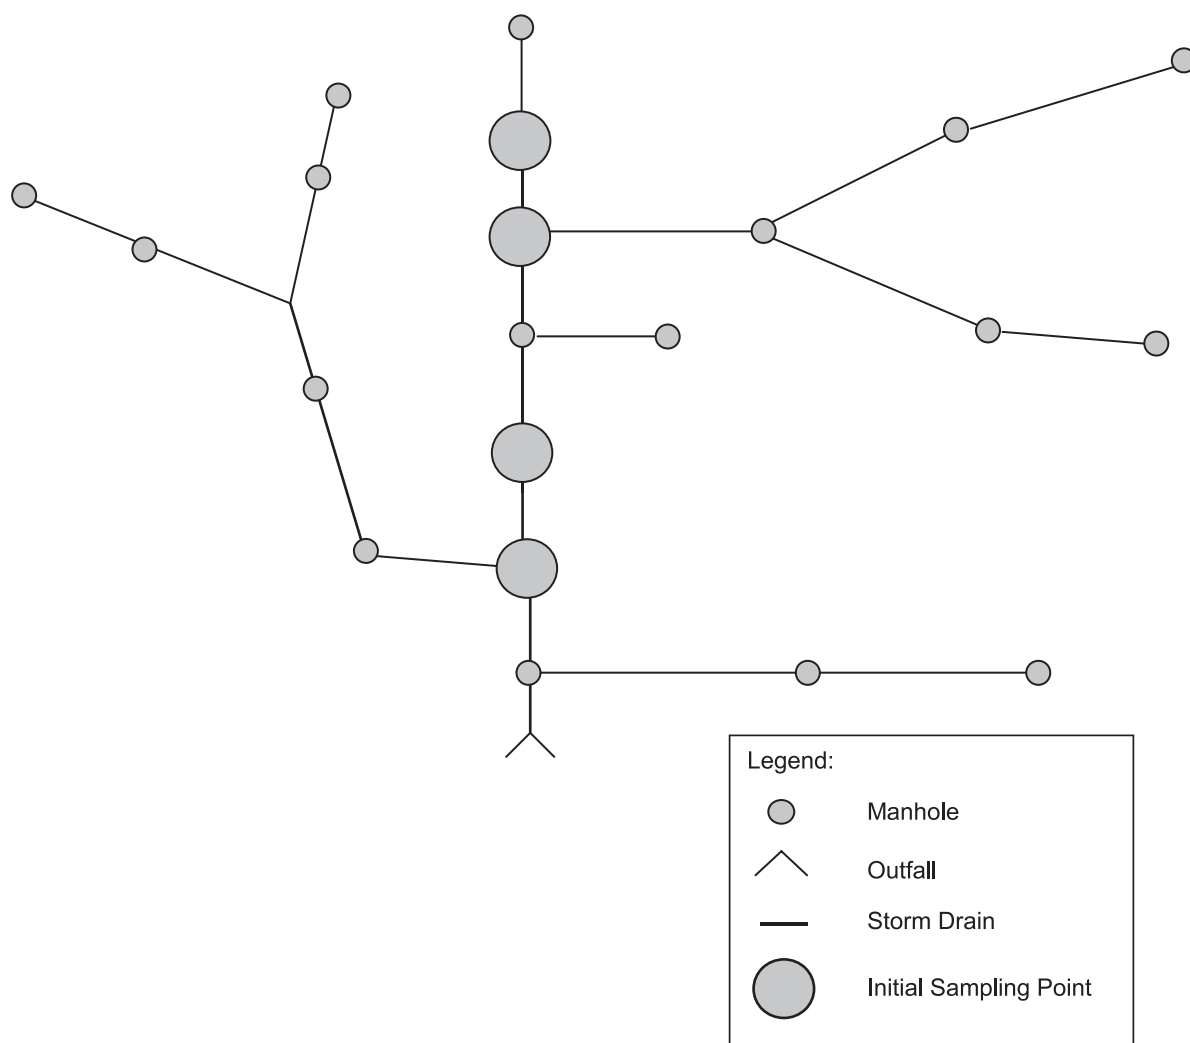 Legend:
Manhole
Outfall
Storm Drain
Initial Sampling Point